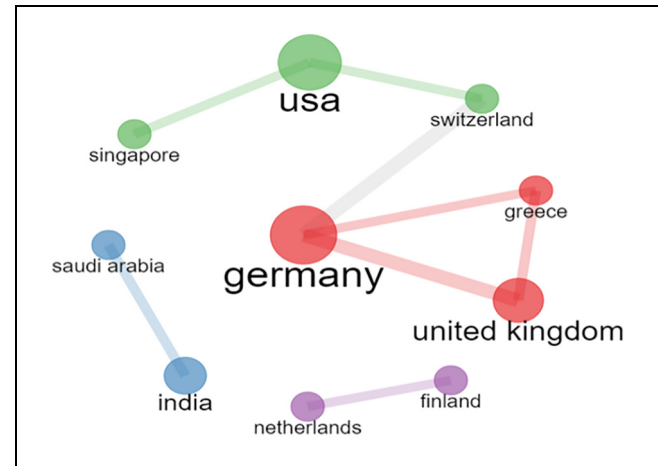 usa
switzerland
singapore
greece
saudi arabia
germany
united kingdom
india
finland
netherlands